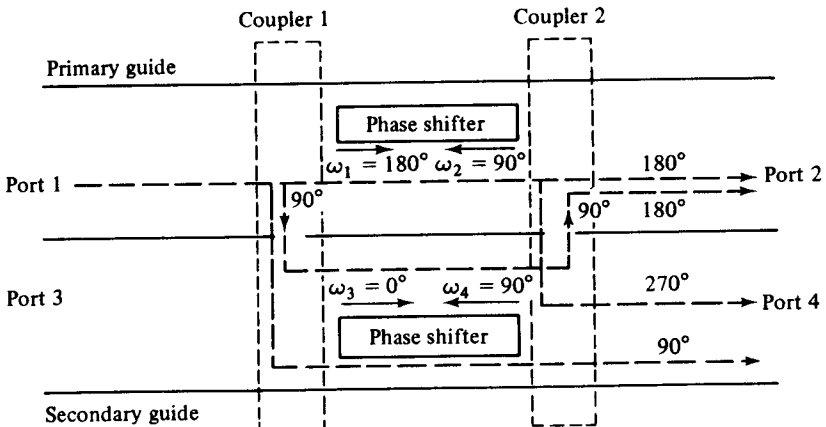 Coupler 1
Coupler 2
Primary guide
Phase shifter
ω₁ = 180° ω₂ = 90°
180°
Port 1
Port 2
90°
90°
180°
Port 3
ω₃ = 0°
ω₄ = 90°
270°
Port 4
Phase shifter
90°
Secondary guide